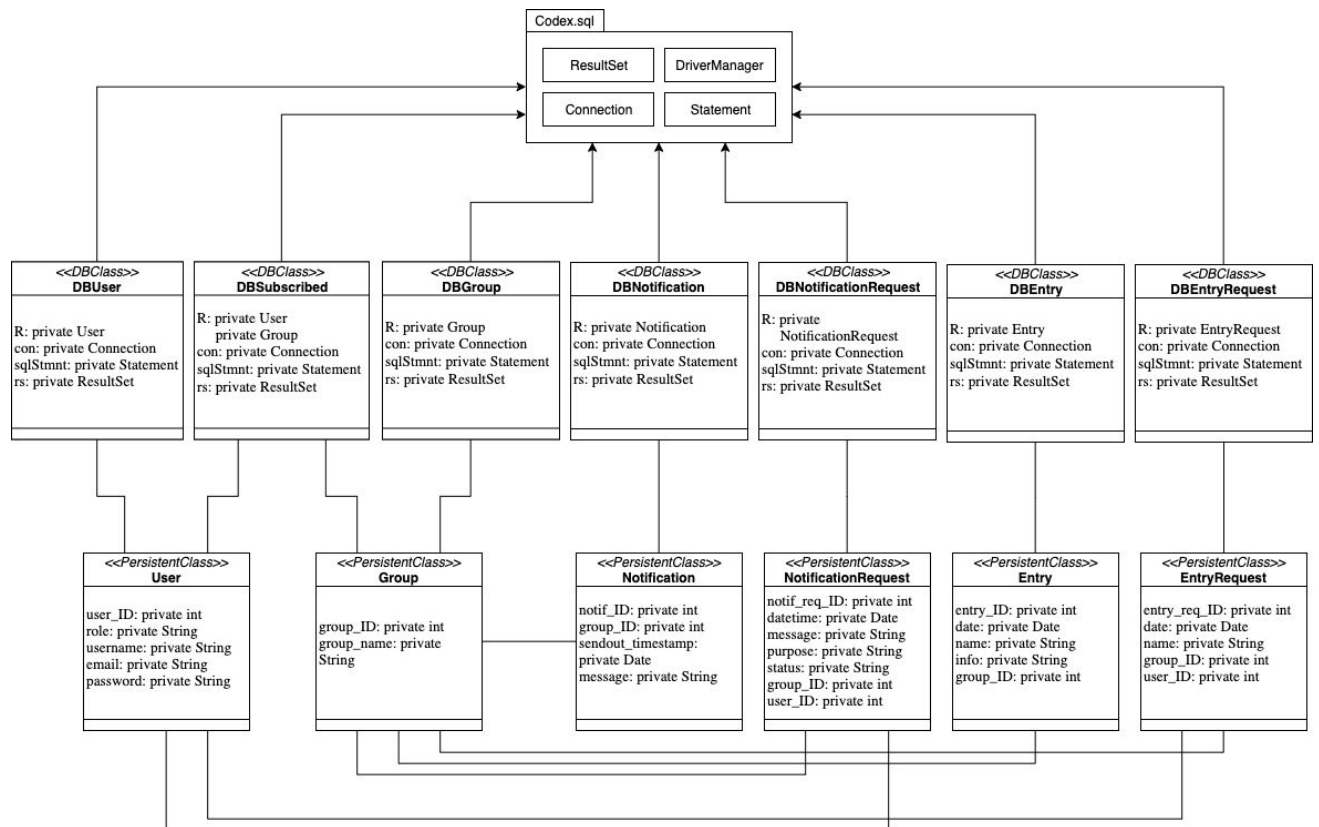 Codex.sql
ResultSet
DriverManager
Connection
Statement
<<DBClass>>
DBUser
R: private User
con: private Connection
sqlStmnt: private Statement
rs: private ResultSet
<<DBClass>>
DBSubscribed
R: private User
private Group
con: private Connection
sqlStmnt: private Statement
rs: private ResultSet
<<DBClass>>
DBGroup
R: private Group
con: private Connection
sqlStmnt: private Statement
rs: private ResultSet
<<DBClass>>
DBNotification
R: private Notification
con: private Connection
sqlStmnt: private Statement
rs: private ResultSet
<<DBClass>>
DBNotificationRequest
R: private
NotificationRequest
con: private Connection
sqlStmnt: private Statement
rs: private ResultSet
<<DBClass>>
DBEntry
R: private Entry
con: private Connection
sqlStmnt: private Statement
rs: private ResultSet
<<DBClass>>
DBEntryRequest
R: private EntryRequest
con: private Connection
sqlStmnt: private Statement
rs: private ResultSet
<<PersistentClass>>
User
user_ID: private int
role: private String
username: private String
email: private String
password: private String
<<PersistentClass>>
Group
group_ID: private int
group_name: private
String
<<PersistentClass>>
Notification
notif_ID: private int
group_ID: private int
sendout_timestamp:
private Date
message: private String
<<PersistentClass>>
NotificationRequest
notif_req_ID: private int
datetime: private Date
message: private String
purpose: private String
status: private String
group_ID: private int
user_ID: private int
<<PersistentClass>>
Entry
entry_ID: private int
date: private Date
name: private String
info: private String
group_ID: private int
<<PersistentClass>>
EntryRequest
entry_req_ID: private int
date: private Date
name: private String
group_ID: private int
user_ID: private int